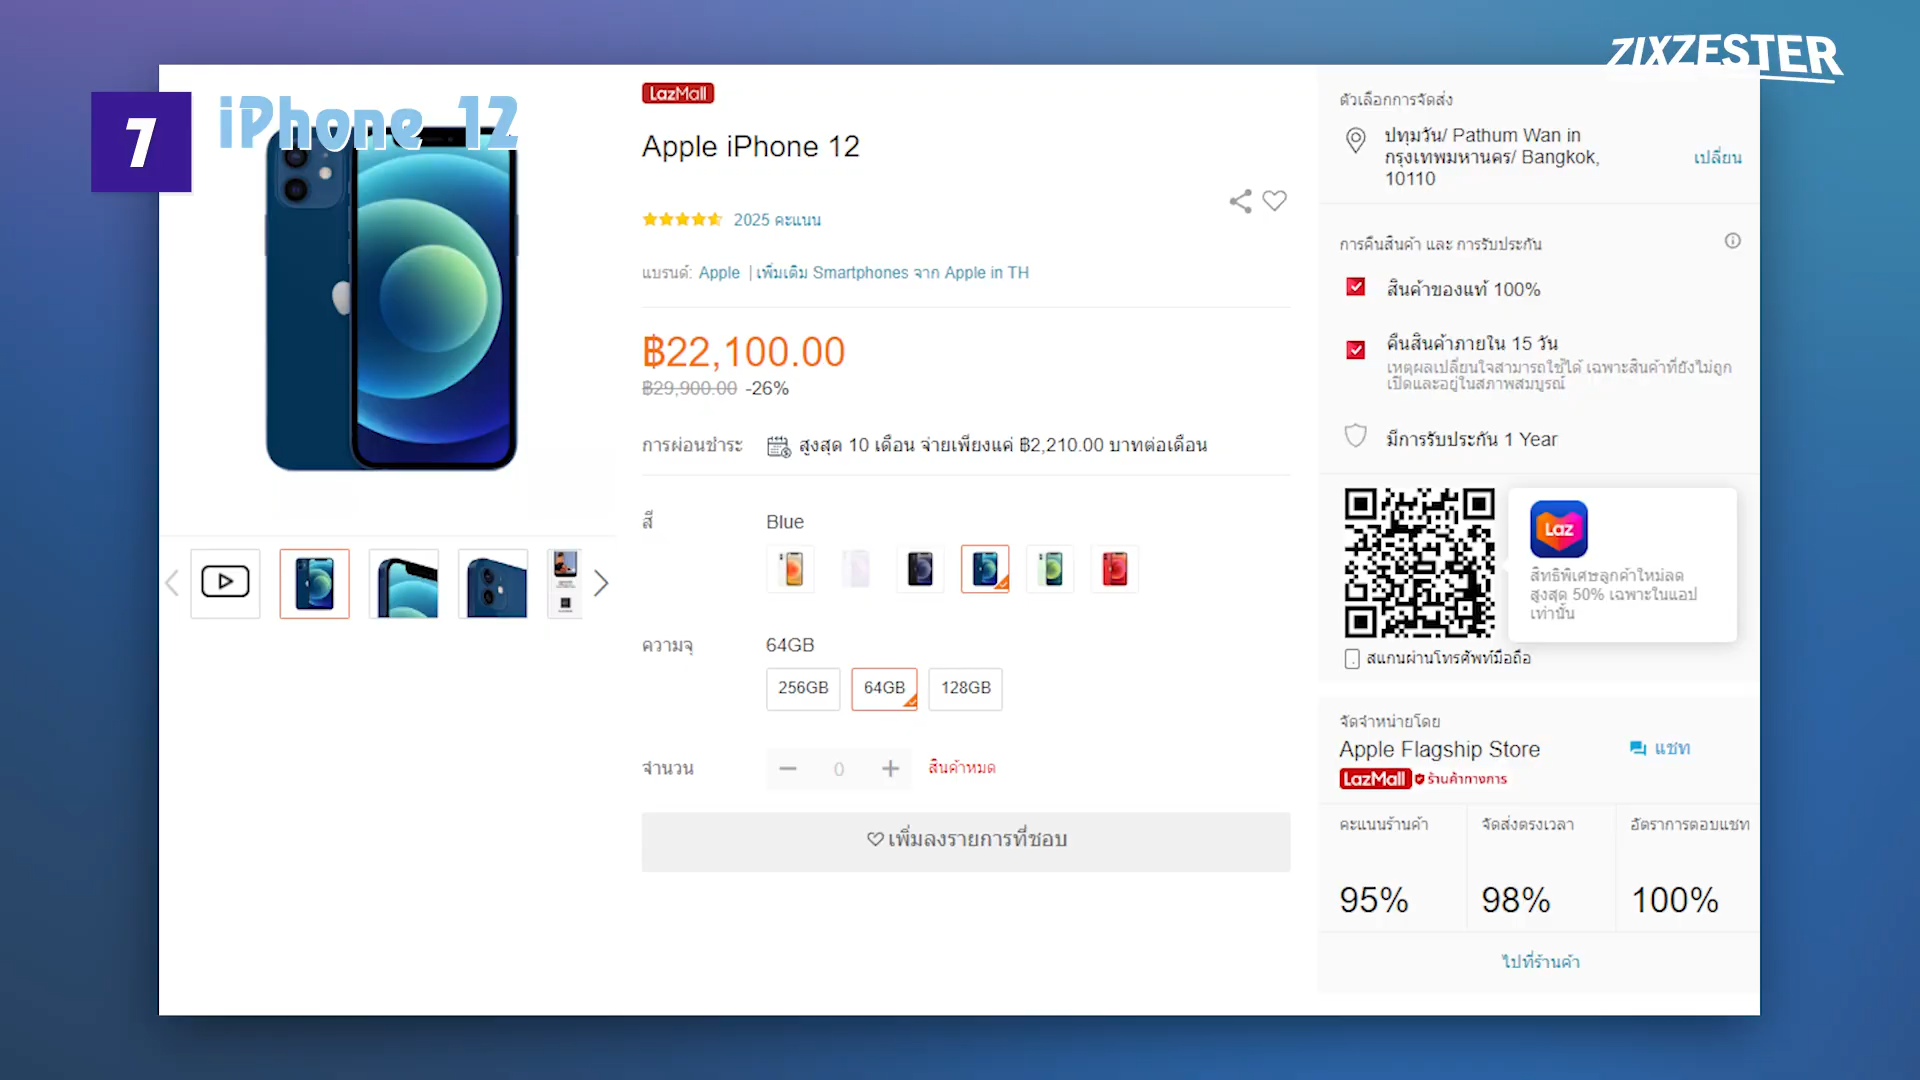 ZIXZESTER
7
iPhone 12
LazMall
Apple iPhone 12
2025 คะแนน
แบรนด์: Apple | เพิ่มเติม Smartphones จาก Apple in TH
฿22,100.00
฿29,900.00 -26%
การผ่อนชำระ สูงสุด 10 เดือน จ่ายเพียงแค่ ฿2,210.00 บาทต่อเดือน
สี Blue
ความจุ 64GB
256GB 64GB 128GB
จำนวน − 0 + สินค้าหมด
เพิ่มลงรายการที่ชอบ
ตัวเลือกการจัดส่ง
ปทุมวัน/ Pathum Wan in
กรุงเทพมหานคร/ Bangkok,
10110
เปลี่ยน
การคืนสินค้า และ การรับประกัน
สินค้าของแท้ 100%
คืนสินค้าภายใน 15 วัน
เหตุผลเปลี่ยนใจสามารถใช้ได้ เฉพาะสินค้าที่ยังไม่ถูก
เปิดและอยู่ในสภาพสมบูรณ์
มีการรับประกัน 1 Year
Laz
สิทธิพิเศษลูกค้าใหม่ลด
สูงสุด 50% เฉพาะในแอป
เท่านั้น
สแกนผ่านโทรศัพท์มือถือ
จัดจำหน่ายโดย
Apple Flagship Store
แชท
LazMall ร้านค้าทางการ
คะแนนร้านค้า จัดส่งตรงเวลา อัตราการตอบแชท
95% 98% 100%
ไปที่ร้านค้า